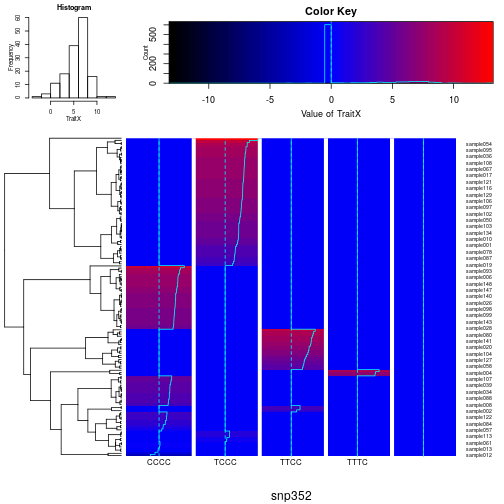 Histogram
Frequency
0 10 20 30 40 50 60
0 5 10
TraitX
Color Key
Count
0 200 500
-10 -5 0 5 10
Value of TraitX
sample054
sample095
sample036
sample108
sample067
sample017
sample121
sample116
sample129
sample106
sample097
sample102
sample050
sample103
sample134
sample010
sample001
sample078
sample087
sample019
sample093
sample006
sample148
sample147
sample140
sample026
sample098
sample099
sample143
sample028
sample080
sample141
sample020
sample104
sample127
sample058
sample004
sample107
sample039
sample034
sample088
sample008
sample002
sample122
sample084
sample057
sample113
sample061
sample013
sample012
CCCC TCCC TTCC TTTC
snp352